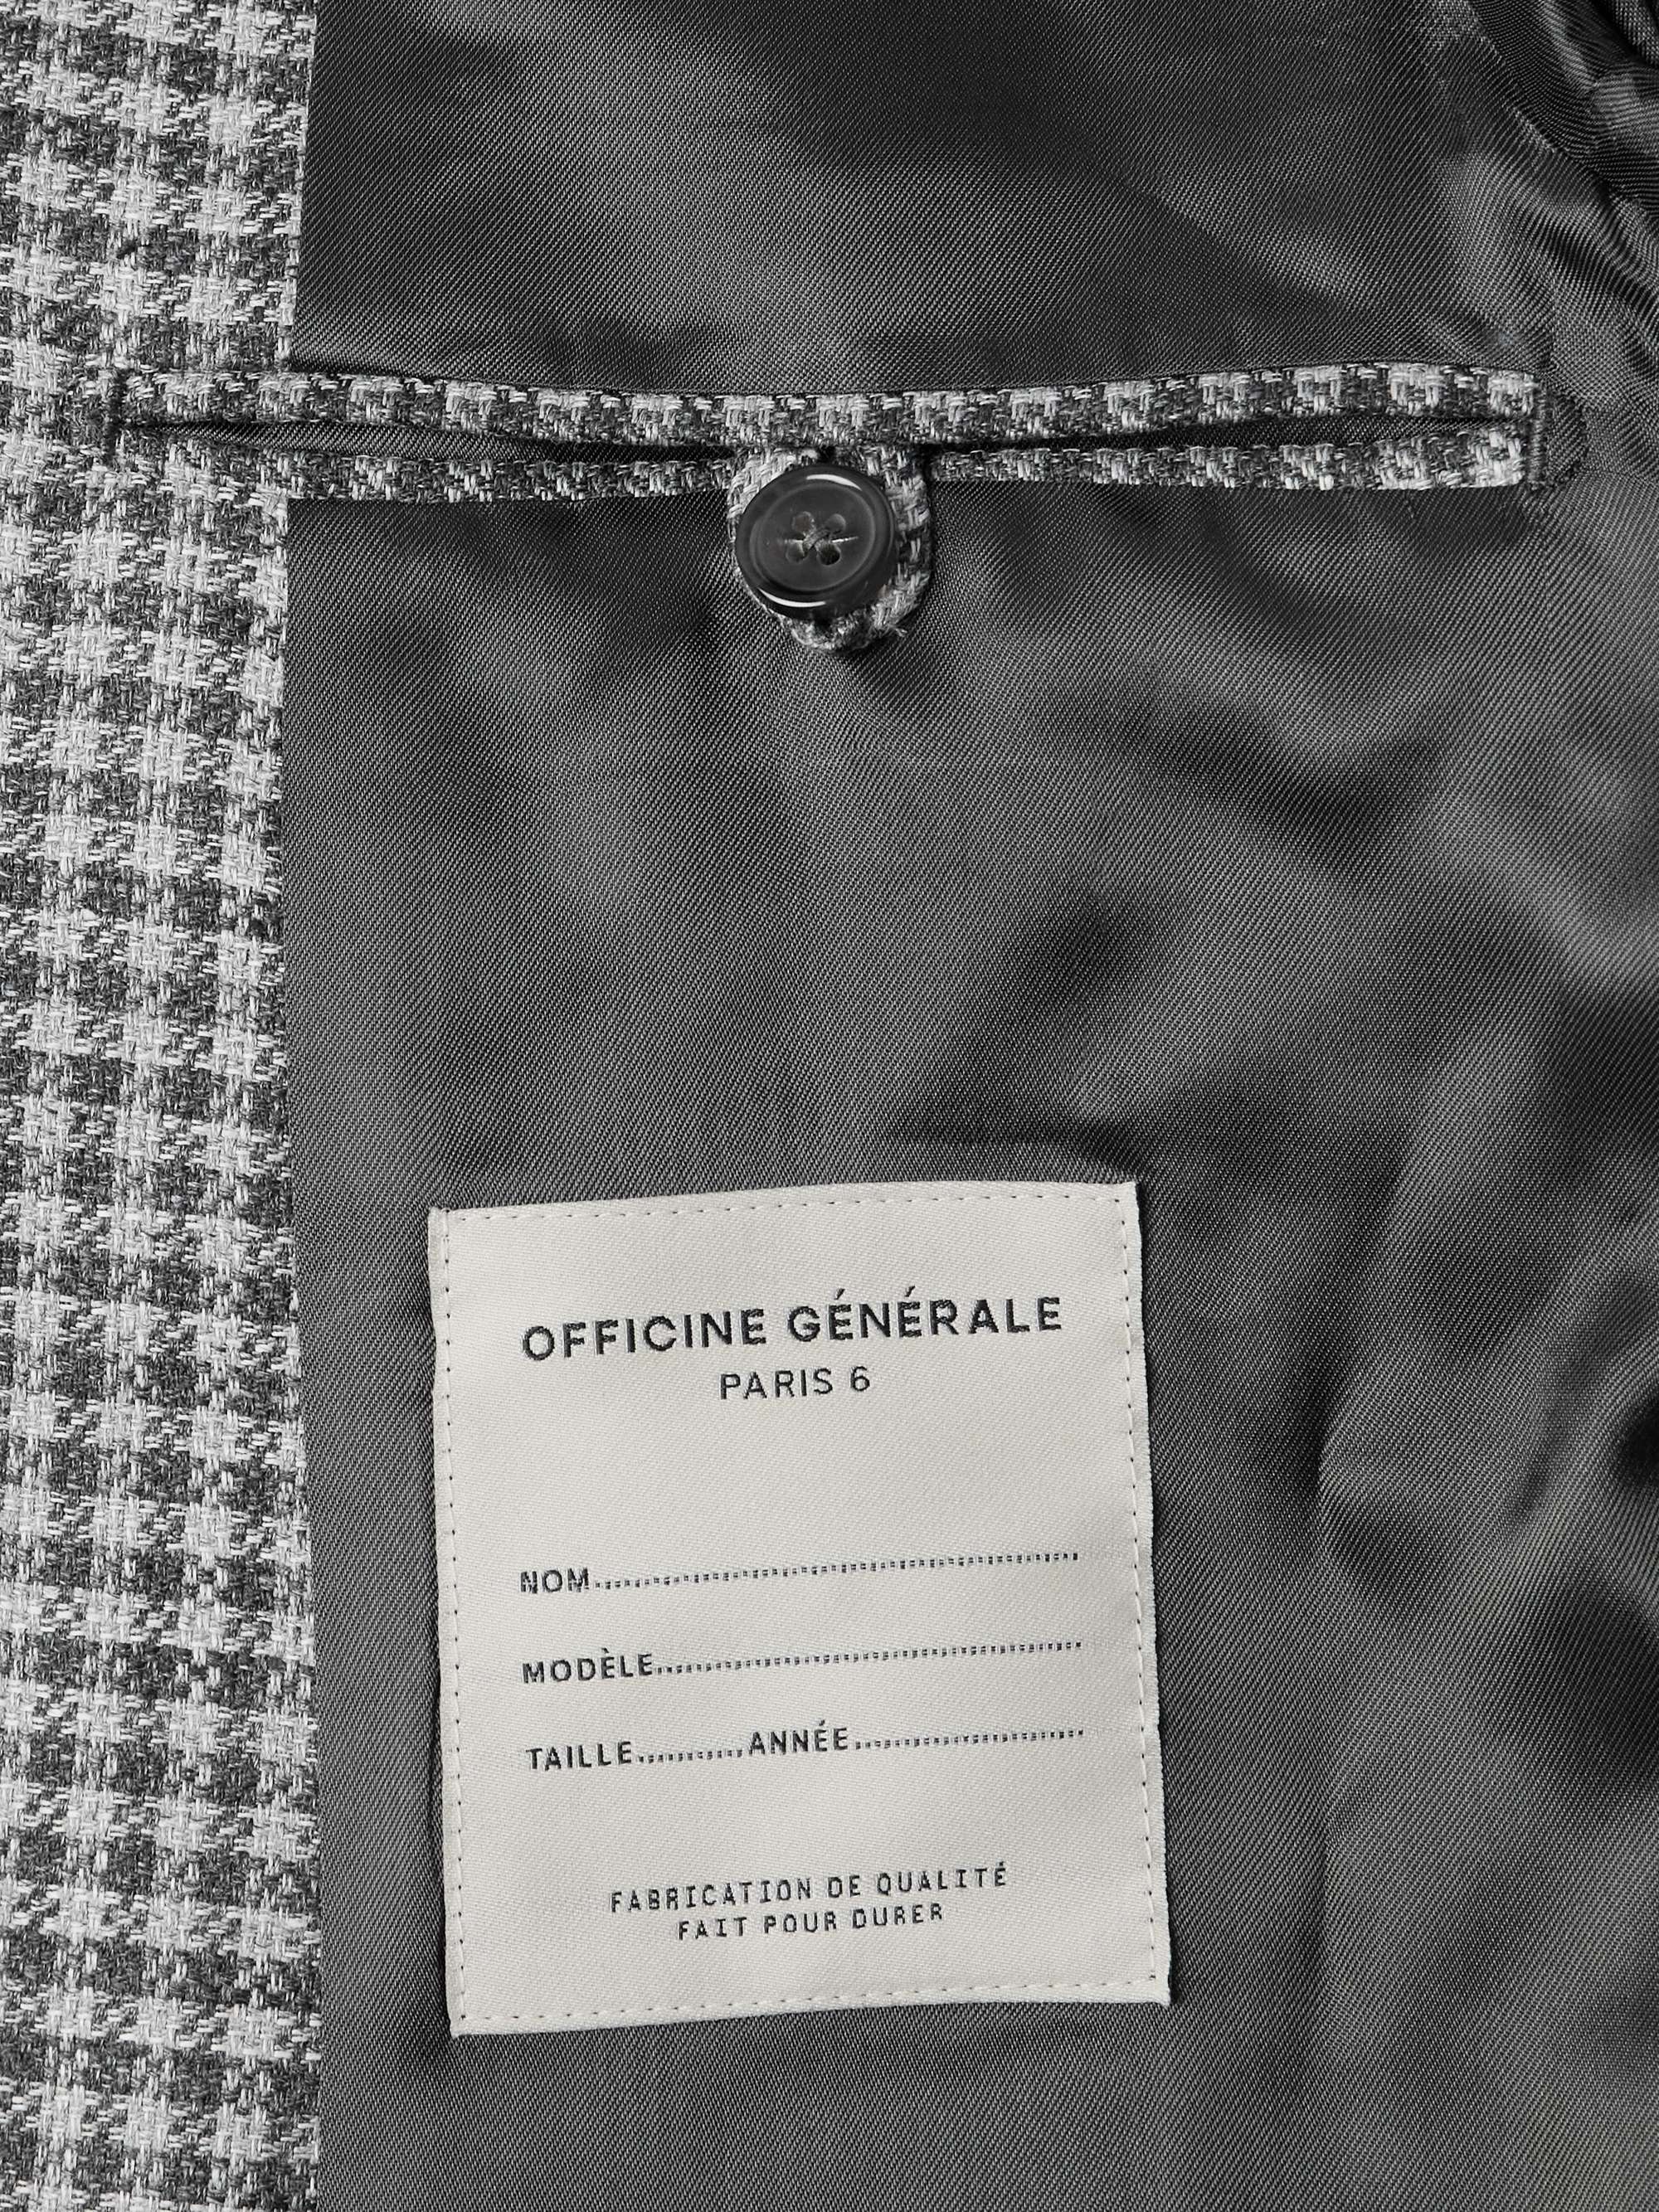 OFFICINE GÉNÉRALE
PARIS 6
NOM....................
MODÈLE....................
TAILLE..........ANNÉE....................
FABRICATION DE QUALITÉ
FAIT POUR DURER